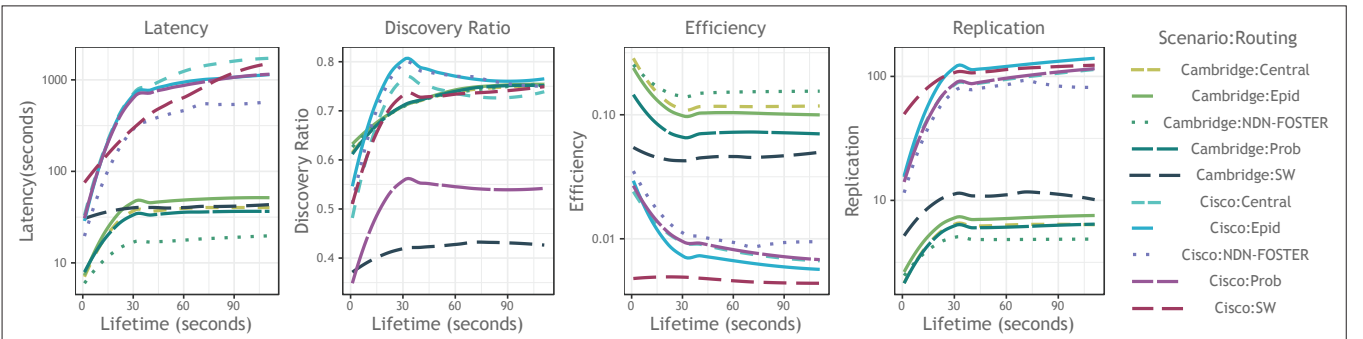 Latency
Discovery Ratio
Efficiency
Replication
Latency(seconds)
1000
100
10
0 30 60 90
Lifetime (seconds)
Discovery Ratio
0.8
0.7
0.6
0.5
0.4
0 30 60 90
Lifetime (seconds)
Efficiency
0.10
0.01
0 30 60 90
Lifetime (seconds)
Replication
100
10
0 30 60 90
Lifetime (seconds)
Scenario:Routing
Cambridge:Central
Cambridge:Epid
Cambridge:NDN-FOSTER
Cambridge:Prob
Cambridge:SW
Cisco:Central
Cisco:Epid
Cisco:NDN-FOSTER
Cisco:Prob
Cisco:SW